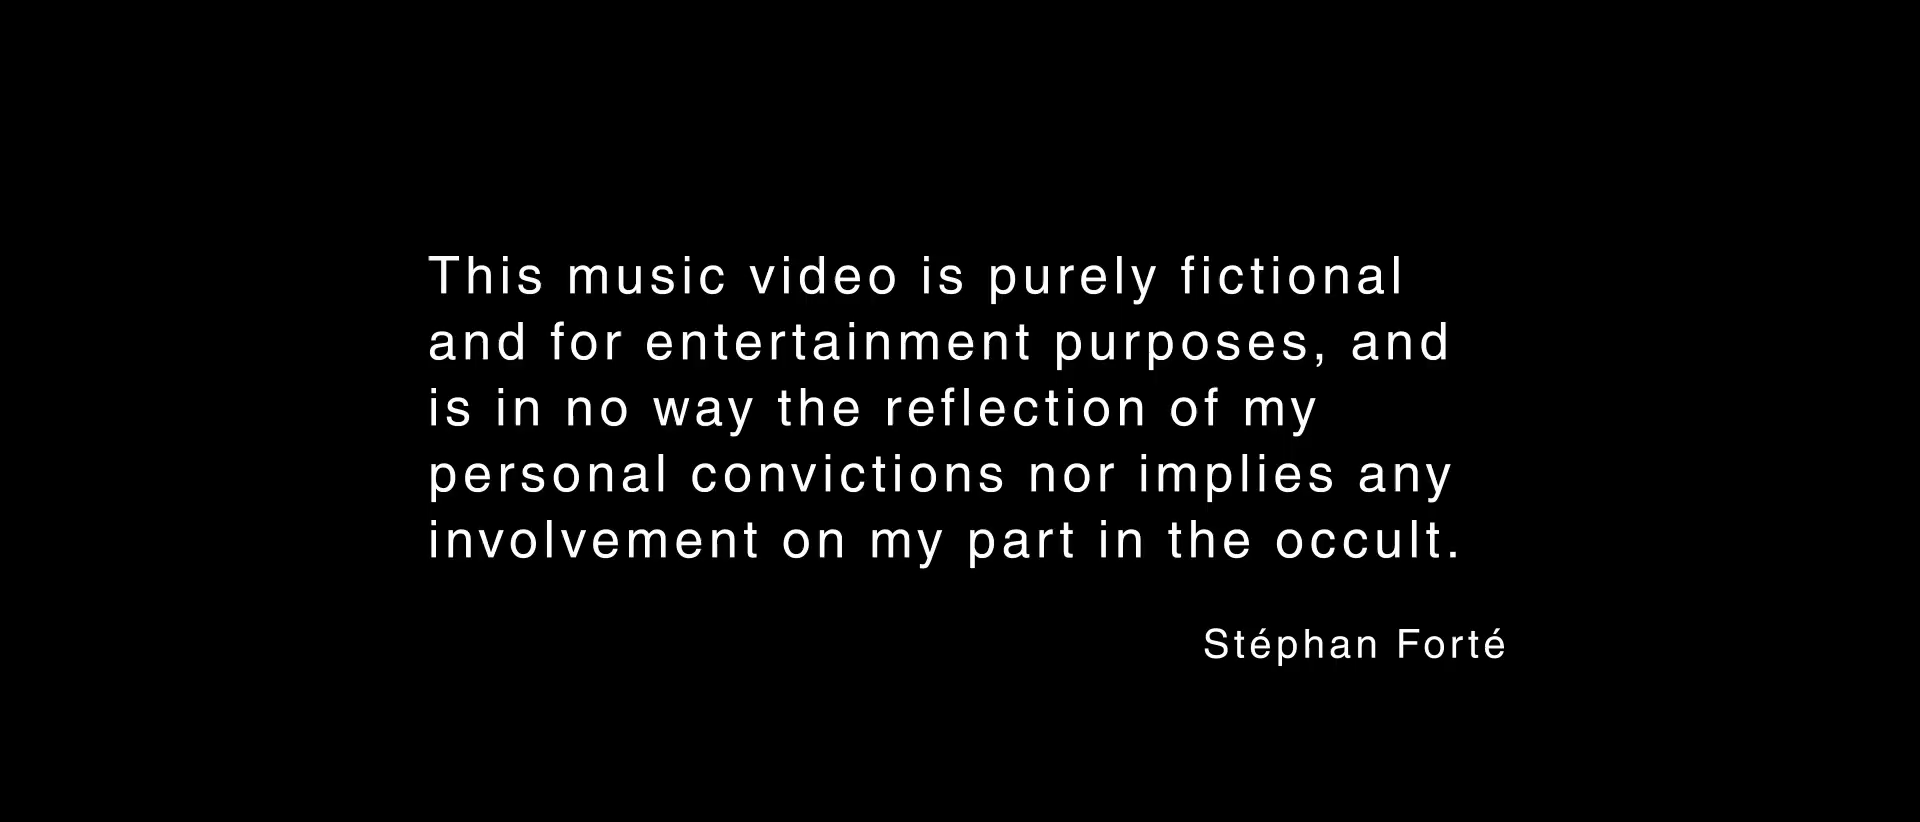 This music video is purely fictional
and for entertainment purposes, and
is in no way the reflection of my
personal convictions nor implies any
involvement on my part in the occult.
Stéphan Forté